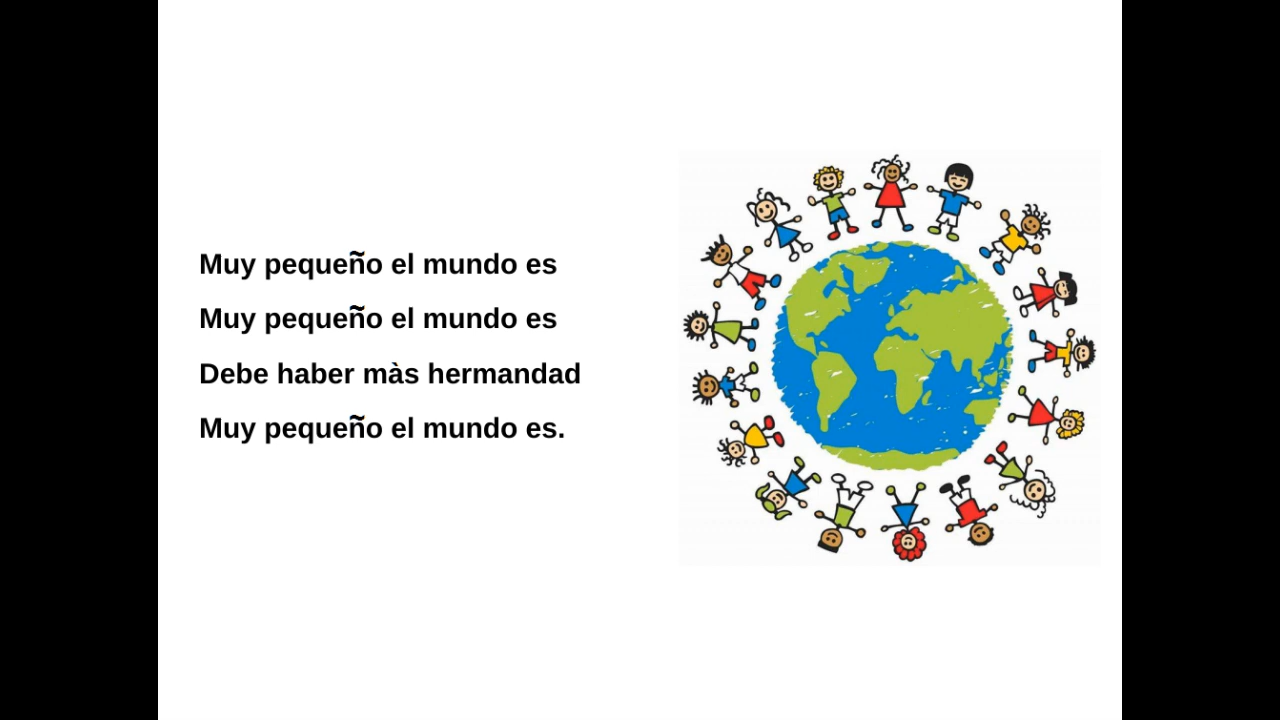 Muy pequeño el mundo es
Muy pequeño el mundo es
Debe haber màs hermandad
Muy pequeño el mundo es.